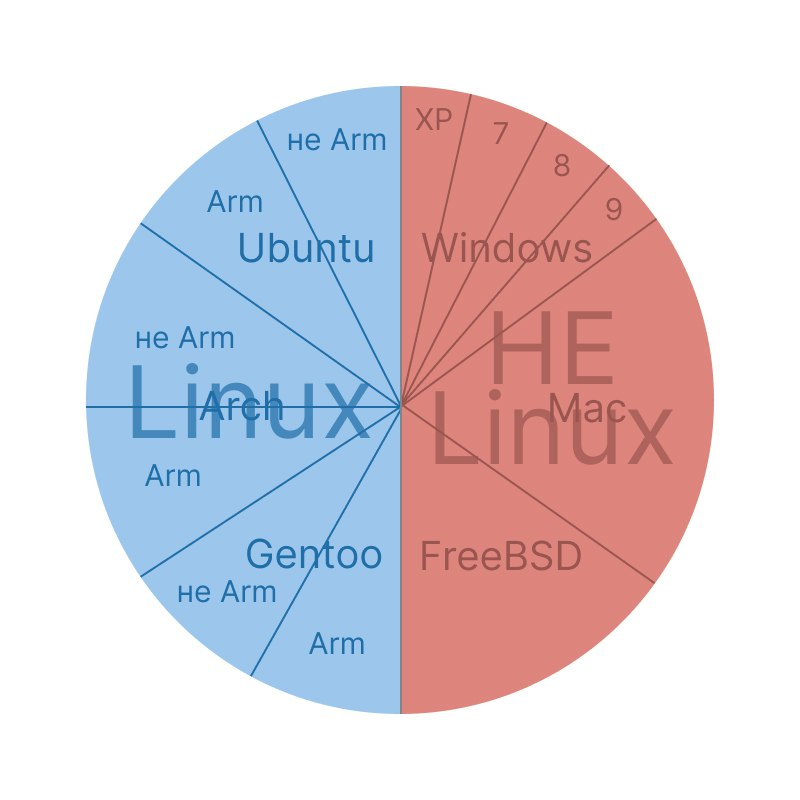 не Arm
XP
7
8
Arm
9
Ubuntu
Windows
не Arm
НЕ
Linux
Arch
Linux
Mac
Arm
Gentoo
FreeBSD
не Arm
Arm